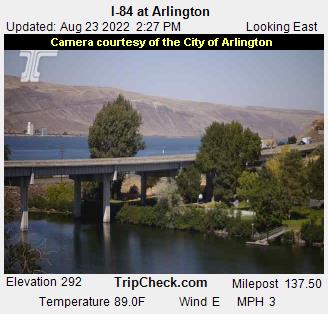 I-84 at Arlington
Updated: Aug 23 2022 2:27 PM Looking East
Camera courtesy of the City of Arlington
Elevation 292 TripCheck.com Milepost 137.50
Temperature 89.0F Wind E MPH 3